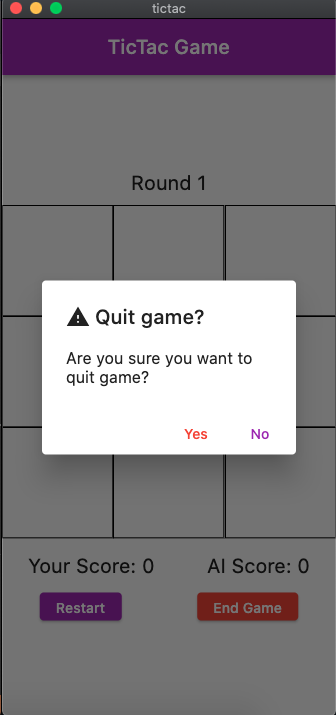 tictac
TicTac Game
Round 1
Quit game?
Are you sure you want to
quit game?
Yes No
Your Score: 0 AI Score: 0
Restart End Game